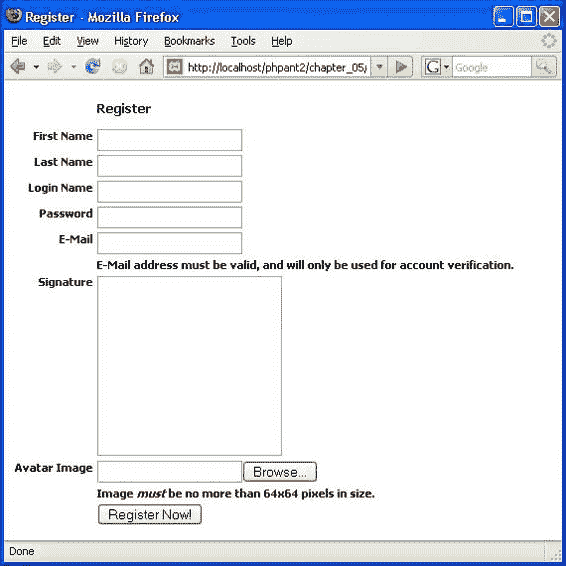 Register - Mozilla Firefox
File Edit View History Bookmarks Tools Help
http://localhost/phpant2/chapter_05/ G Google
Register
First Name
Last Name
Login Name
Password
E-Mail
E-Mail address must be valid, and will only be used for account verification.
Signature
Avatar Image Browse...
Image must be no more than 64x64 pixels in size.
Register Now!
Done